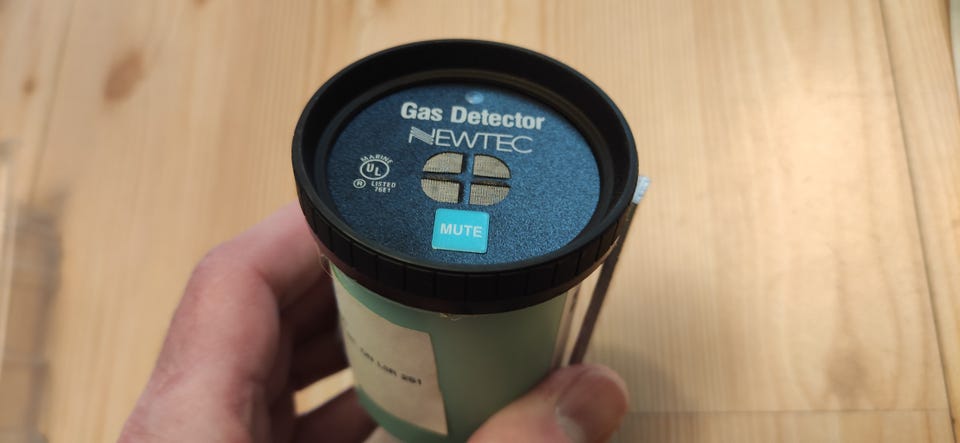 Gas Detector
NEWTEC
MARINE
UL
R LISTED
76E1
MUTE